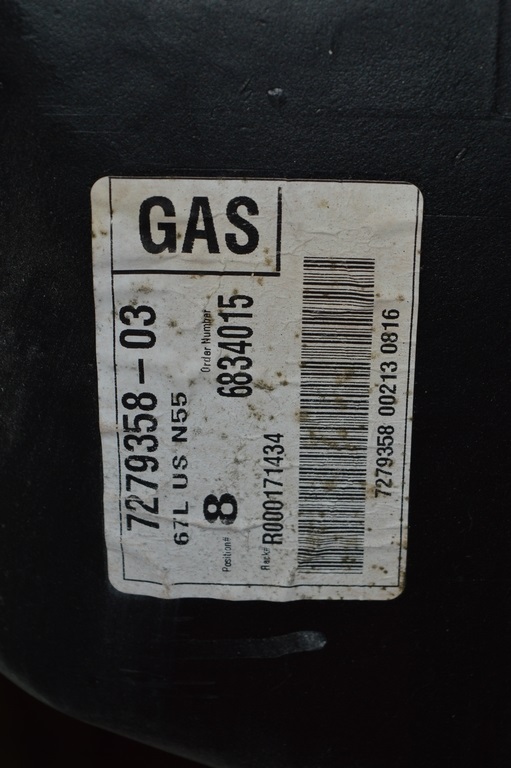 GAS
7279358-03
67L US N55
Order Number
6834015
Position#
8
Rack#
R000171434
7279358 00213 0816